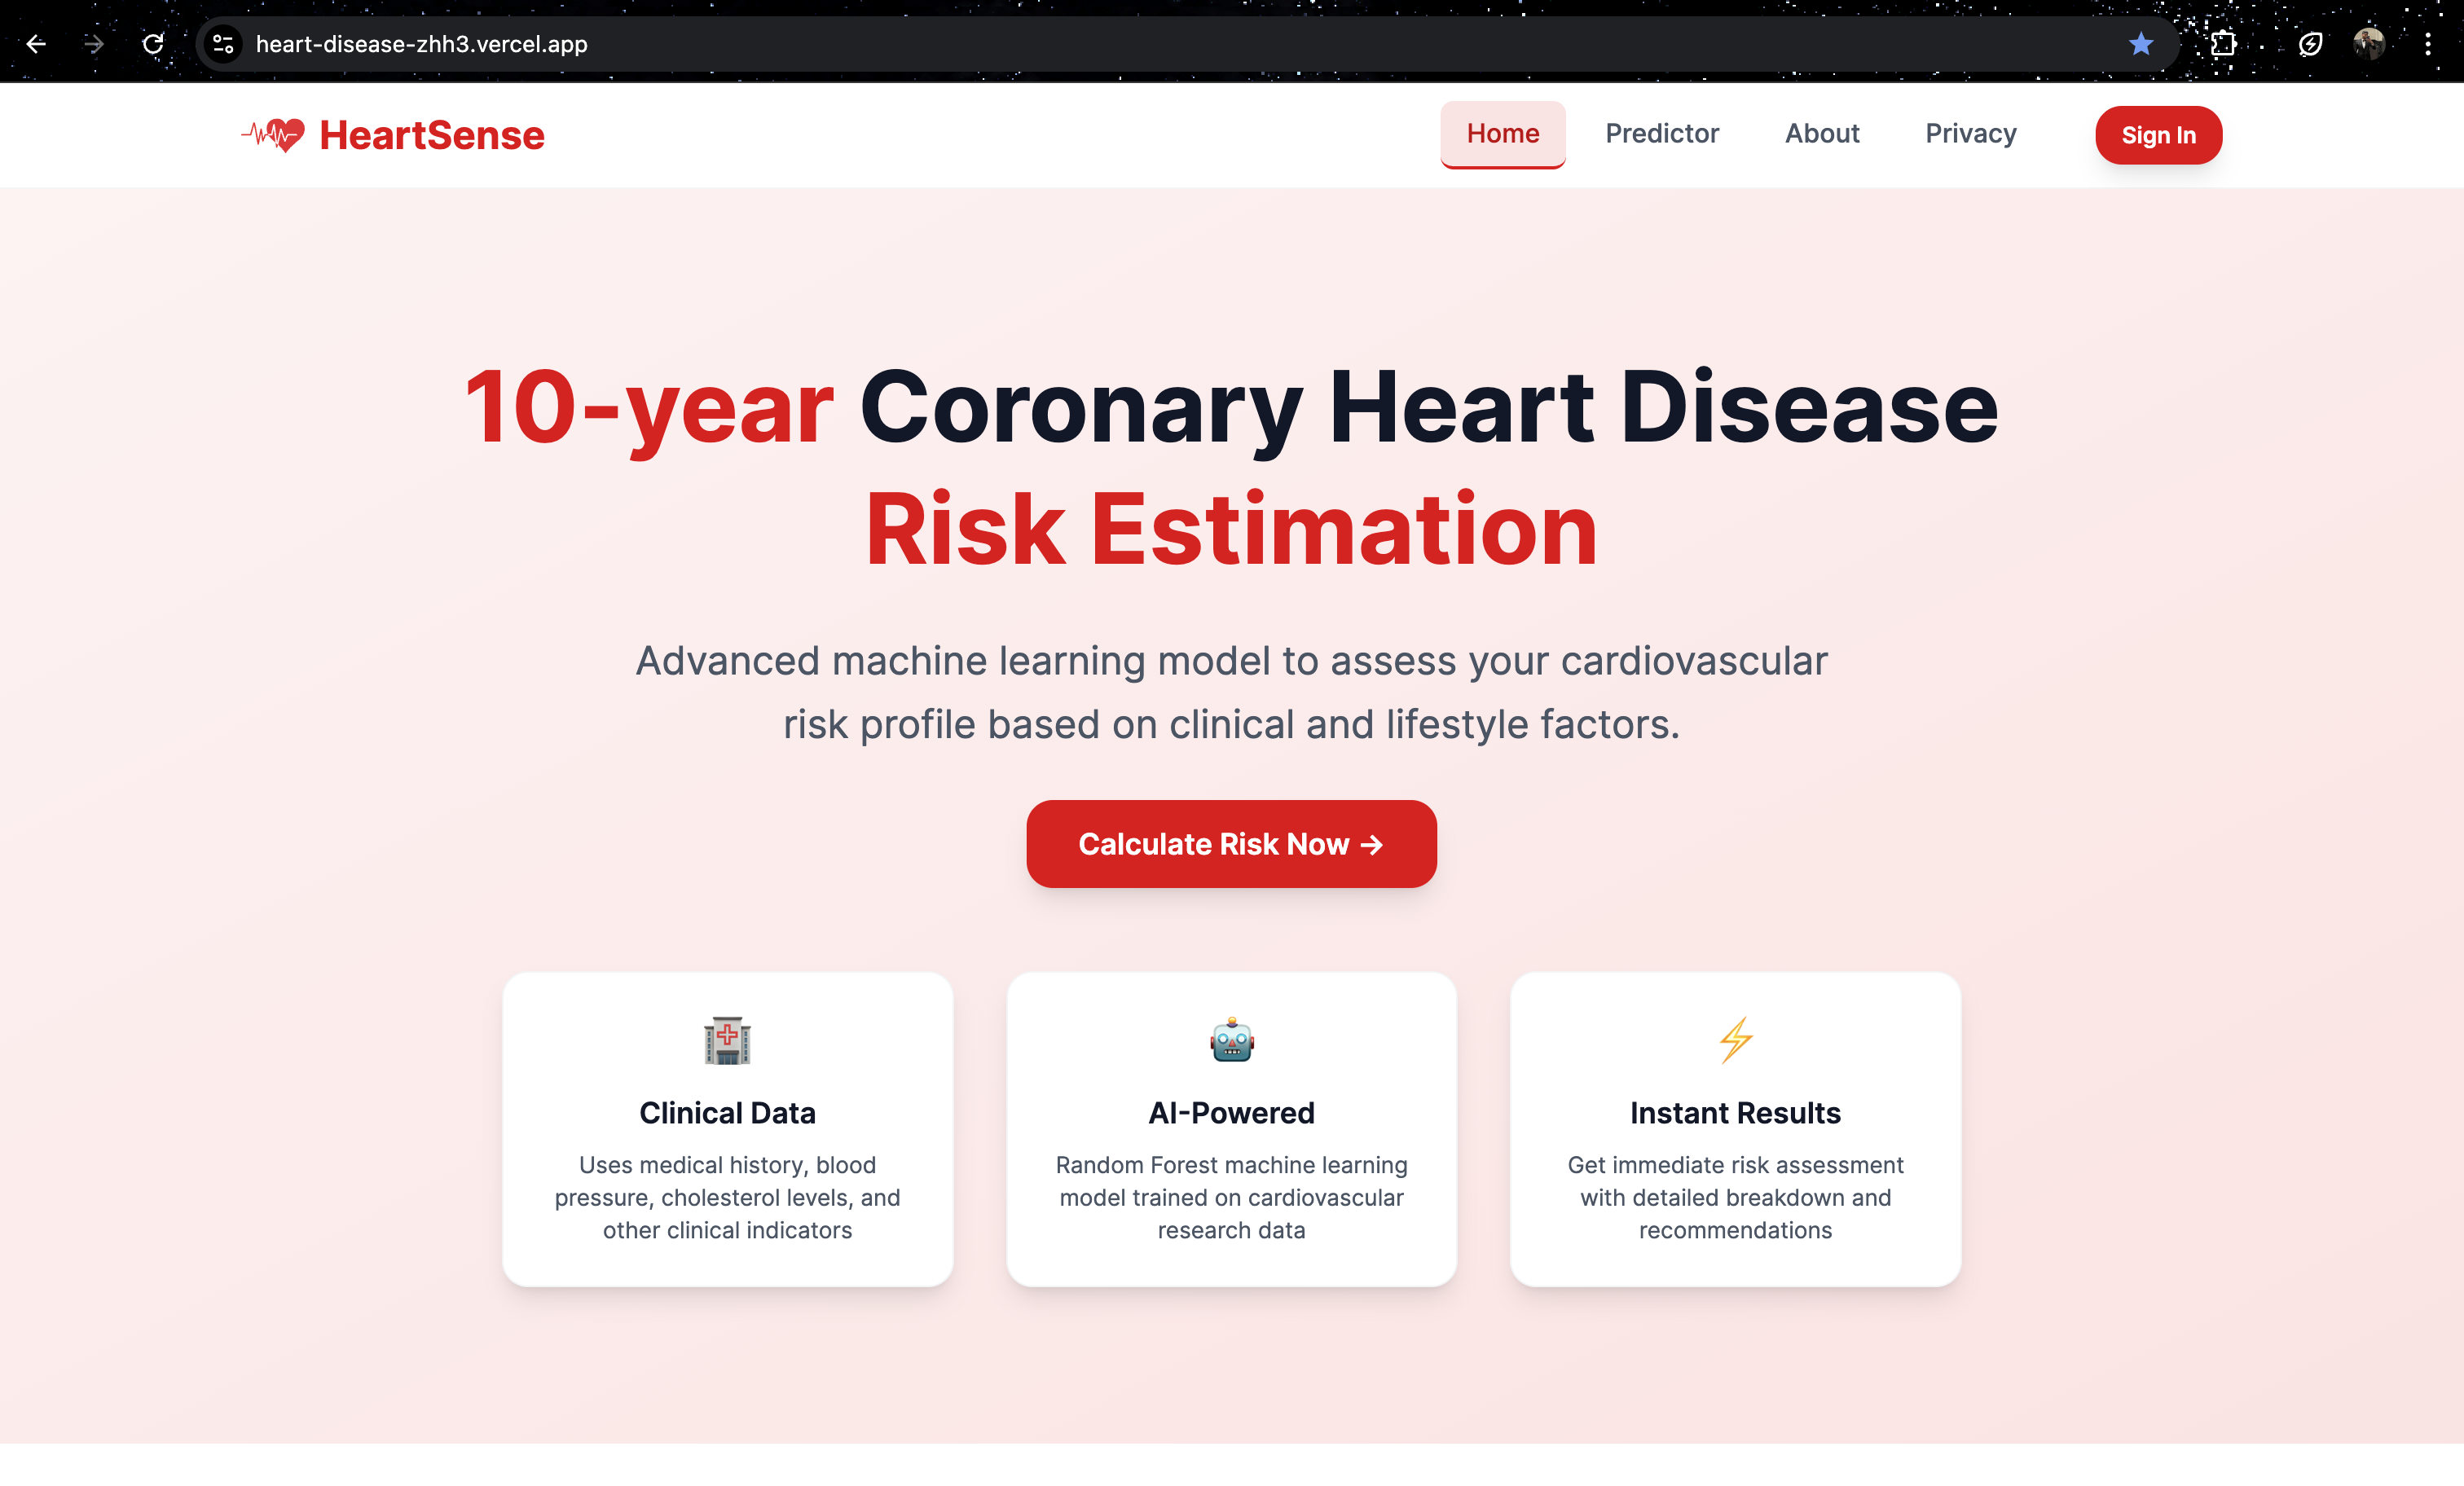 heart-disease-zhh3.vercel.app
HeartSense
Home
Predictor
About
Privacy
Sign In
10-year Coronary Heart Disease
Risk Estimation
Advanced machine learning model to assess your cardiovascular
risk profile based on clinical and lifestyle factors.
Calculate Risk Now →
Clinical Data
Uses medical history, blood
pressure, cholesterol levels, and
other clinical indicators
AI-Powered
Random Forest machine learning
model trained on cardiovascular
research data
Instant Results
Get immediate risk assessment
with detailed breakdown and
recommendations